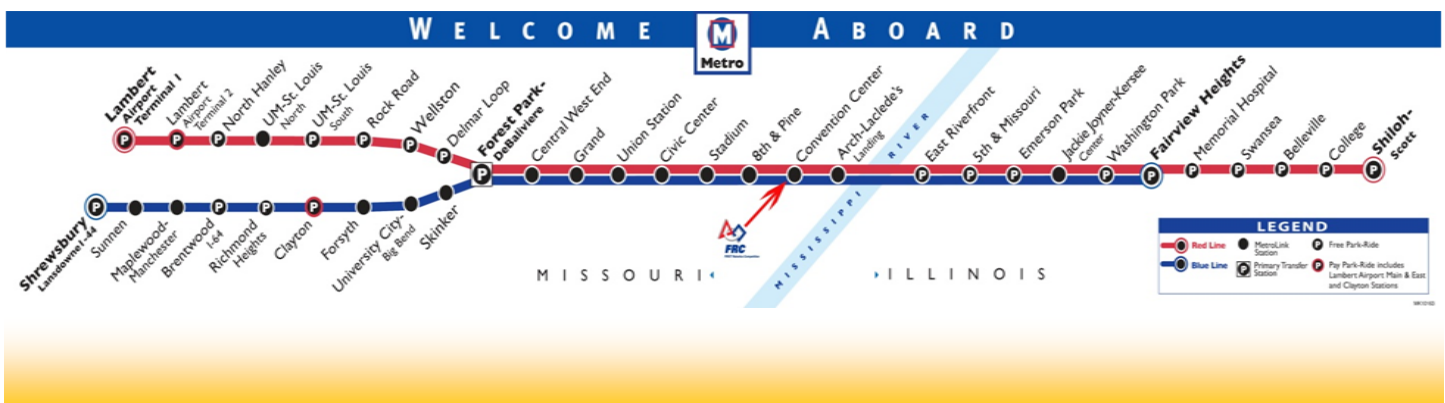 WELCOME ABOARD
M
Metro
Lambert
Airport
Terminal 1
Lambert
Airport
Terminal 2
North Hanley
UM-St. Louis
North
UM-St. Louis
South
Rock Road
Wellston
Delmar Loop
Forest Park-
DeBaliviere
Central West End
Grand
Union Station
Civic Center
Stadium
8th & Pine
Convention Center
Arch-Laclede's
Landing
East Riverfront
5th & Missouri
Emerson Park
Jackie Joyner-Kersee
Center
Washington Park
Fairview Heights
Memorial Hospital
Swansea
Belleville
College
Shiloh-
Scott
P P P P P P P P
P P P P P P P P P P P P
P P P P
Shrewsbury
Lansdowne I-44
Sunnen
Maplewood-
Manchester
Brentwood
I-64
Richmond
Heights
Clayton
Forsyth
University City-
Big Bend
Skinker
FRC
MISSISSIPPI RIVER
MISSOURI
ILLINOIS
LEGEND
Red Line
MetroLink
Station
P Free Park-Ride
Blue Line
P Primary Transfer
Station
P Pay Park-Ride includes
Lambert Airport Main & East
and Clayton Stations